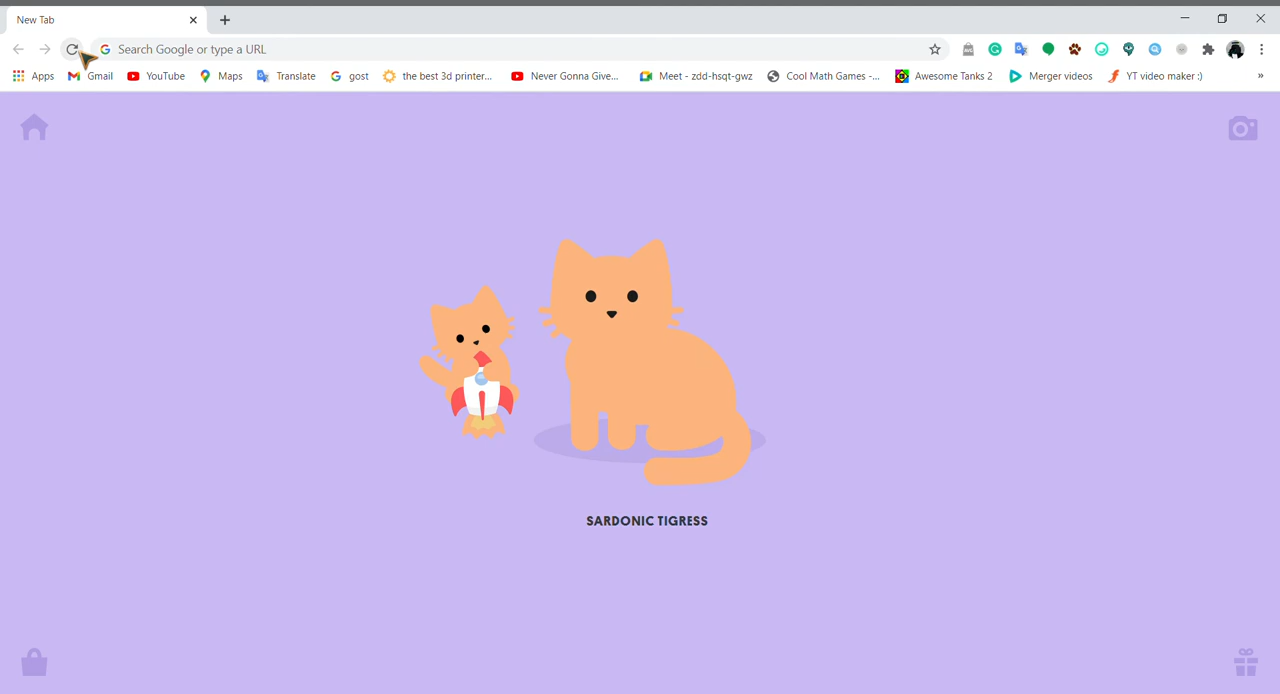 New Tab
Search Google or type a URL
Apps Gmail YouTube Maps Translate gost the best 3d printer... Never Gonna Give... Meet - zdd-hqit-gwz Cool Math Games -... Awesome Tanks 2 Merger videos YT video maker :) »
SARDONIC TIGRESS